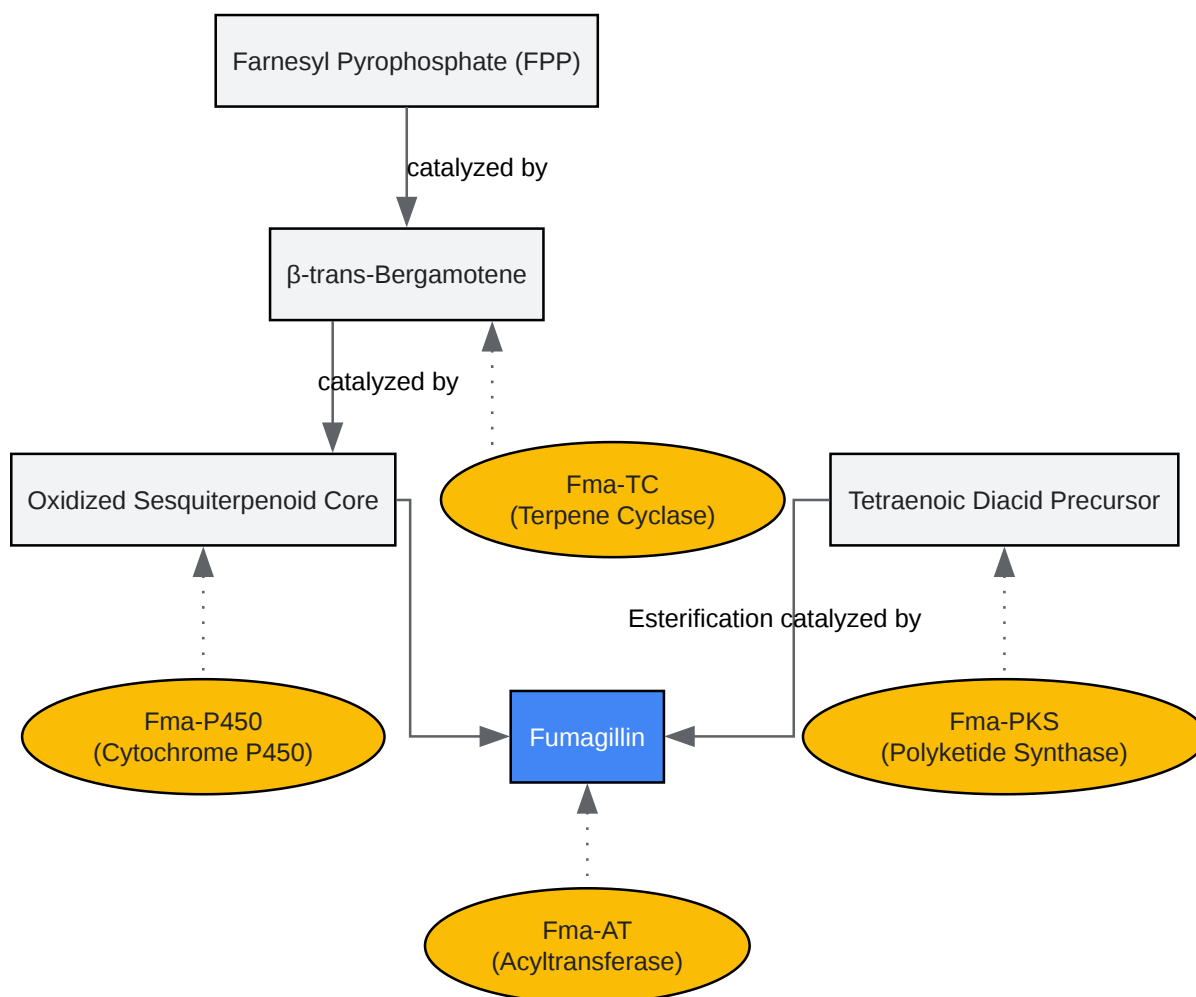 Farnesyl Pyrophosphate (FPP)
catalyzed by
β-trans-Bergamotene
catalyzed by
Oxidized Sesquiterpenoid Core
Fma-TC
(Terpene Cyclase)
Tetraenoic Diacid Precursor
Esterification catalyzed by
Fma-P450
(Cytochrome P450)
Fumagillin
Fma-PKS
(Polyketide Synthase)
Fma-AT
(Acyltransferase)